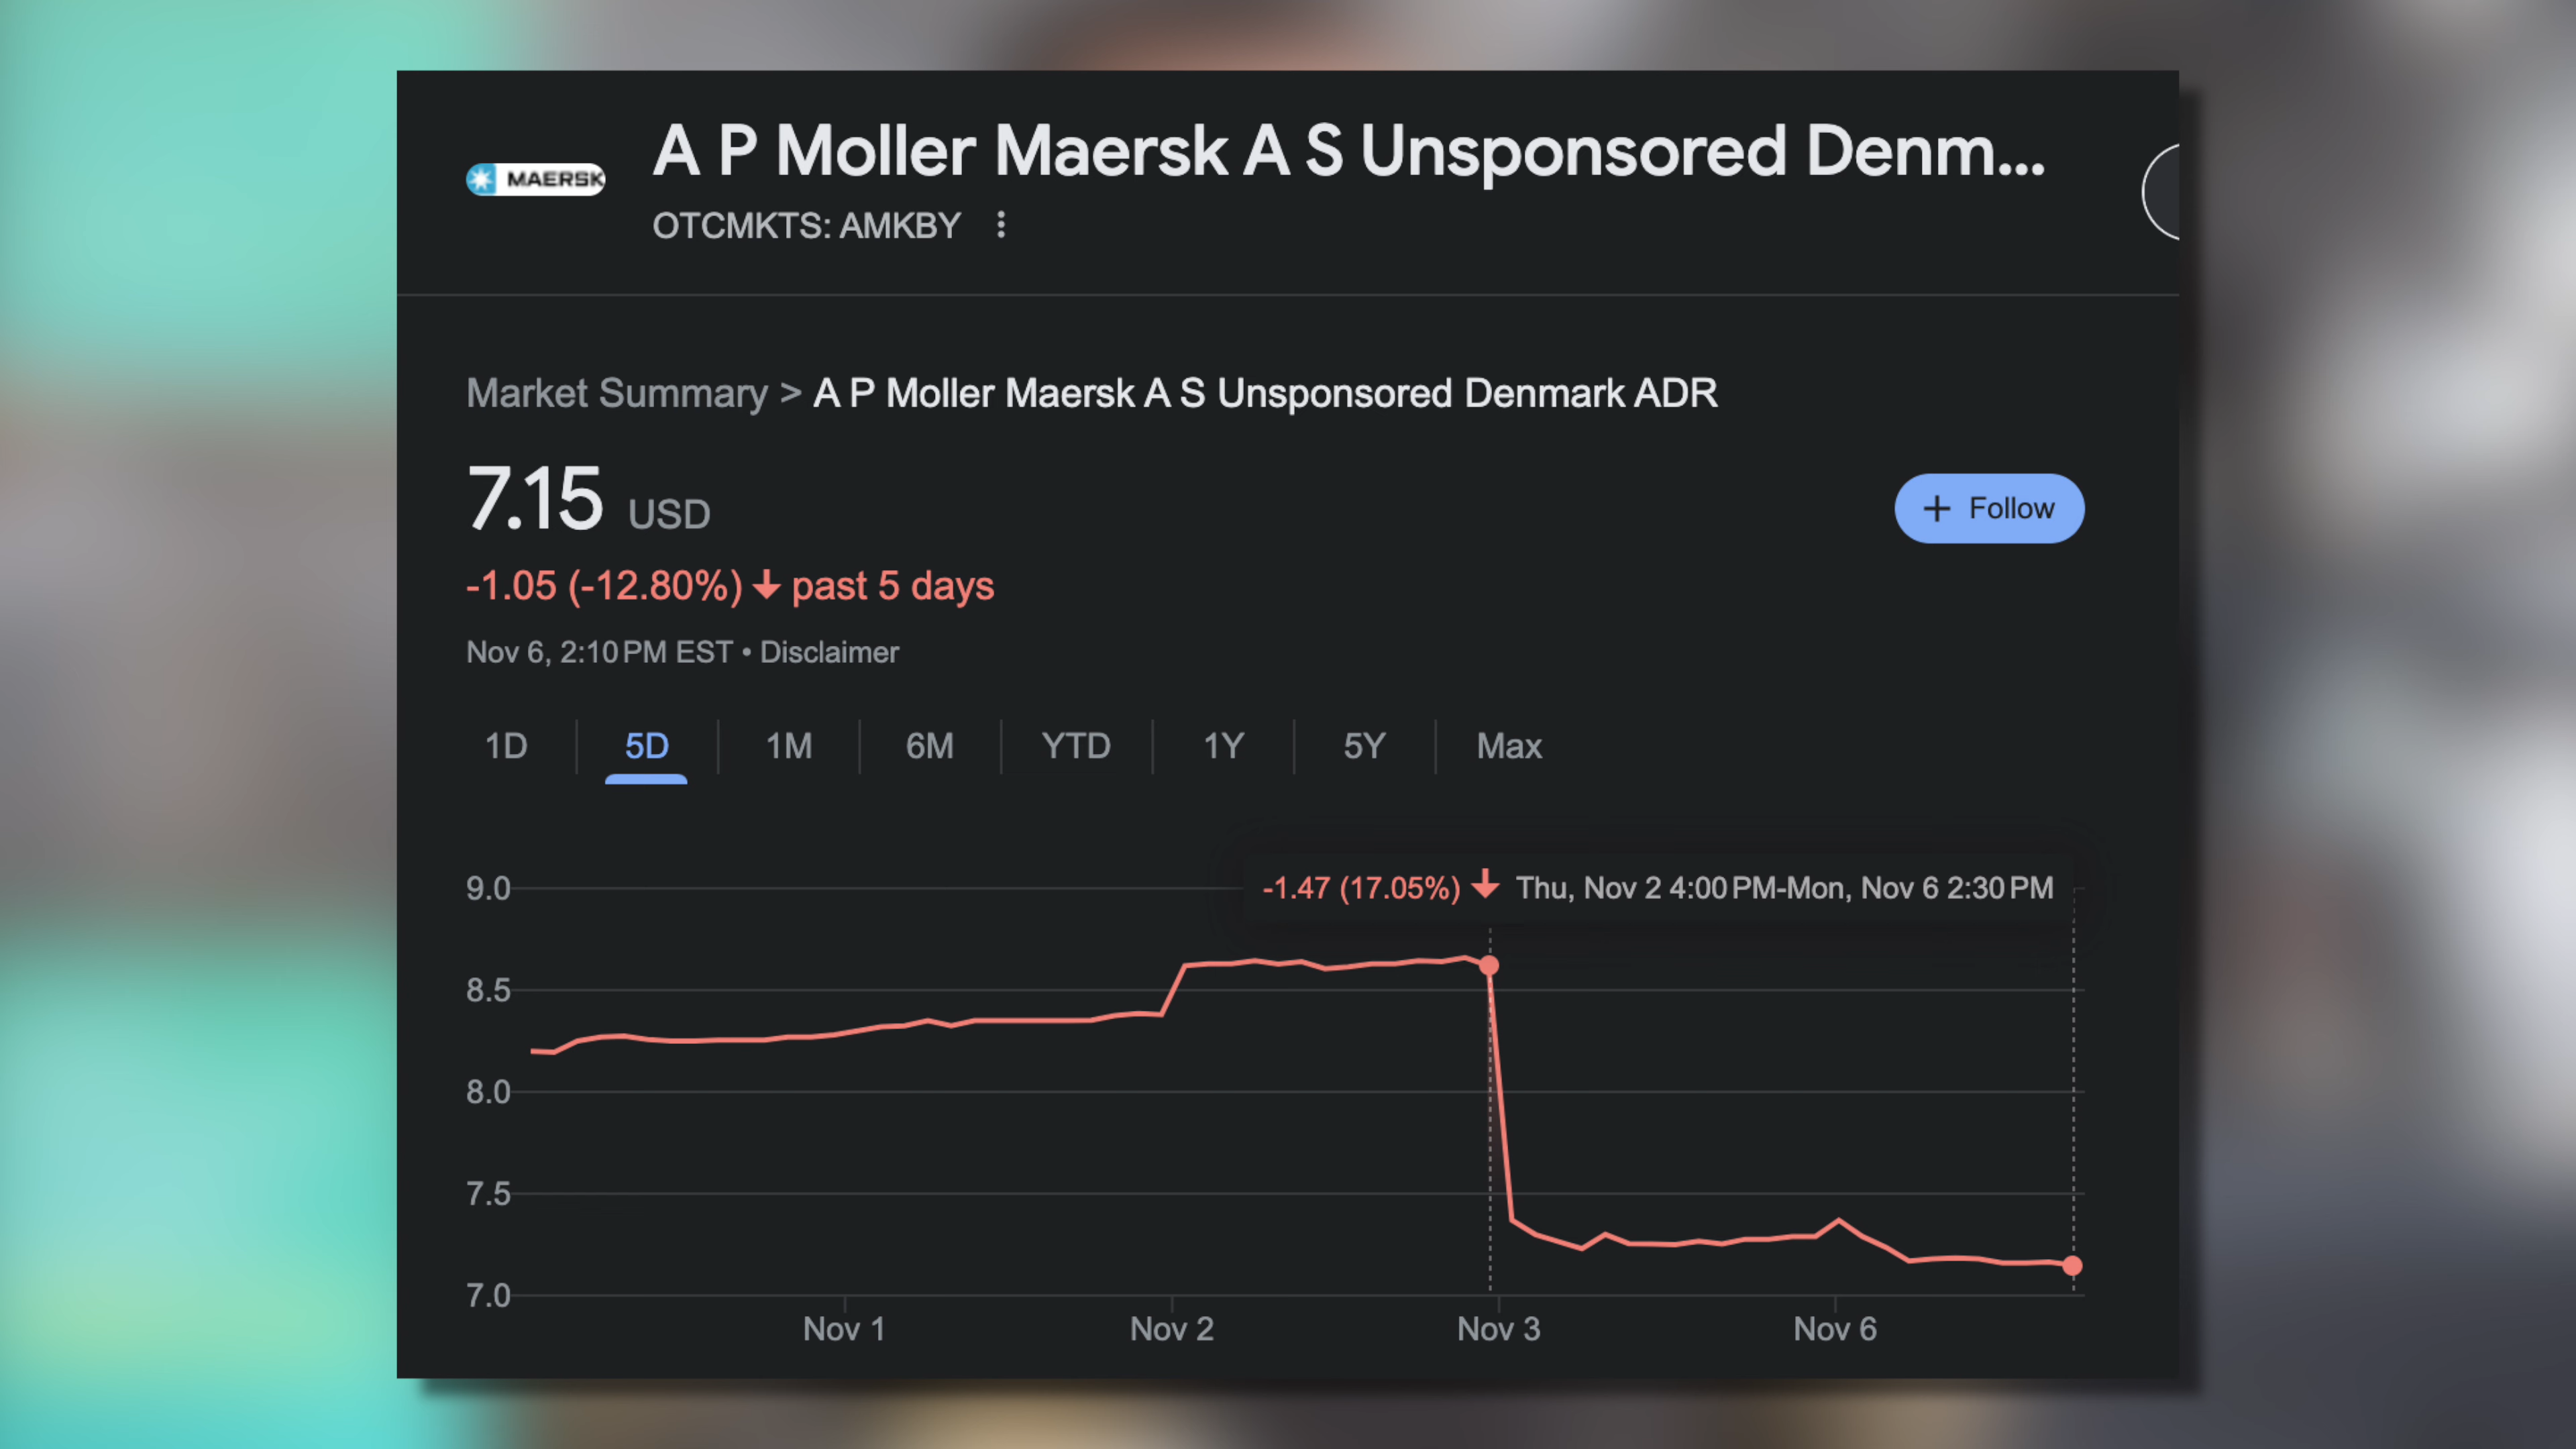 MAERSK
A P Moller Maersk A S Unsponsored Denm...
OTCMKTS: AMKBY
Market Summary > A P Moller Maersk A S Unsponsored Denmark ADR
7.15 USD
+ Follow
-1.05 (-12.80%) ↓ past 5 days
Nov 6, 2:10 PM EST • Disclaimer
1D 5D 1M 6M YTD 1Y 5Y Max
-1.47 (17.05%) ↓ Thu, Nov 2 4:00 PM-Mon, Nov 6 2:30 PM
9.0
8.5
8.0
7.5
7.0
Nov 1 Nov 2 Nov 3 Nov 6